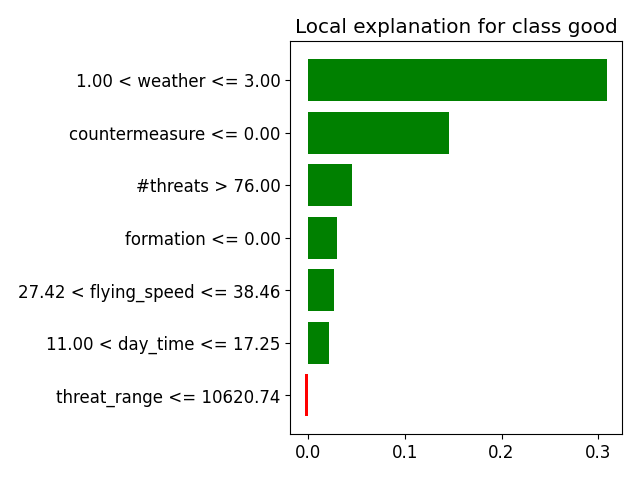 Local explanation for class good
1.00 < weather <= 3.00
countermeasure <= 0.00
#threats > 76.00
formation <= 0.00
27.42 < flying_speed <= 38.46
11.00 < day_time <= 17.25
threat_range <= 10620.74
0.0 0.1 0.2 0.3